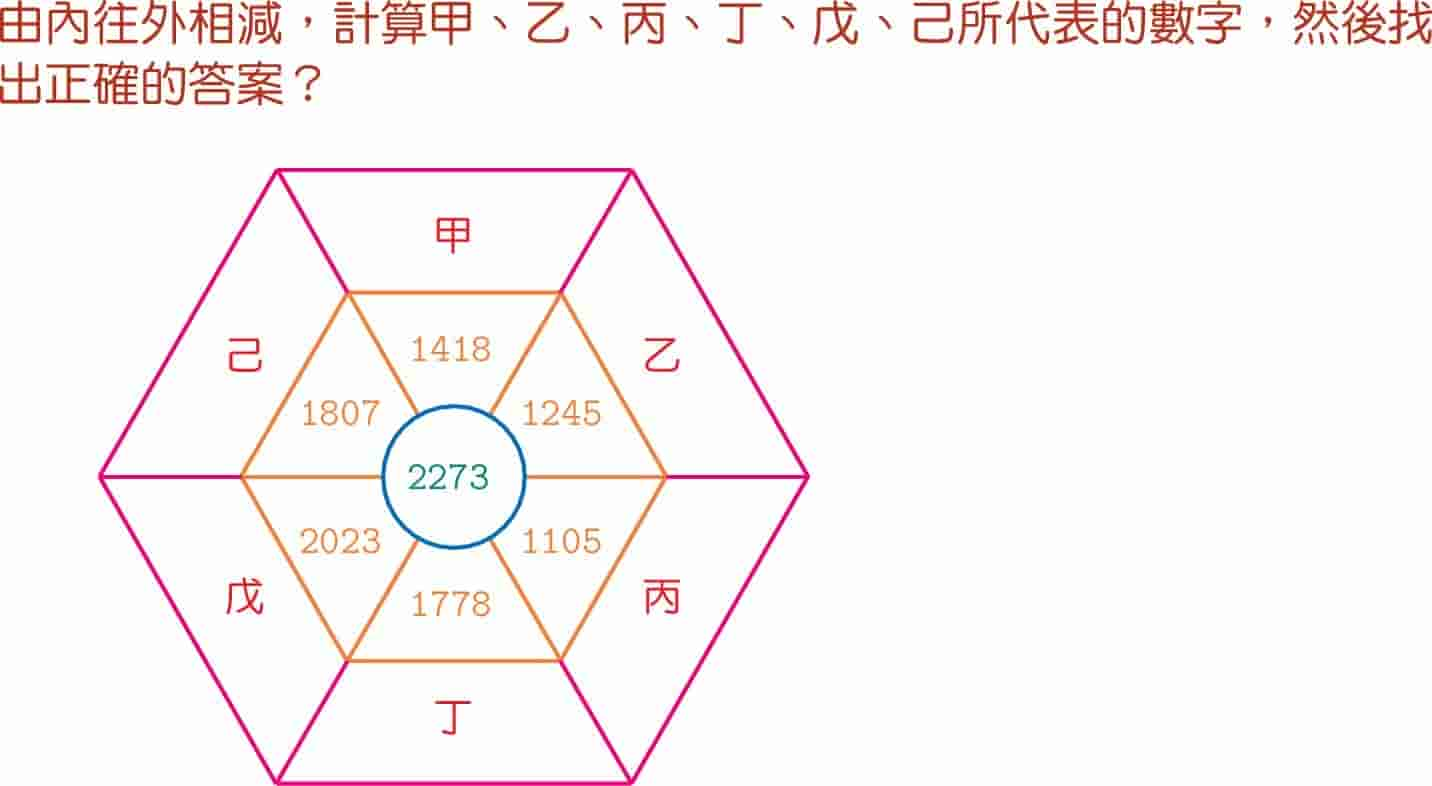 由內往外相減，計算甲、乙、丙、丁、戊、己所代表的數字，然後找
出正確的答案？
甲
己
1418
乙
1807
1245
2273
2023
1105
戊
1778
丙
丁